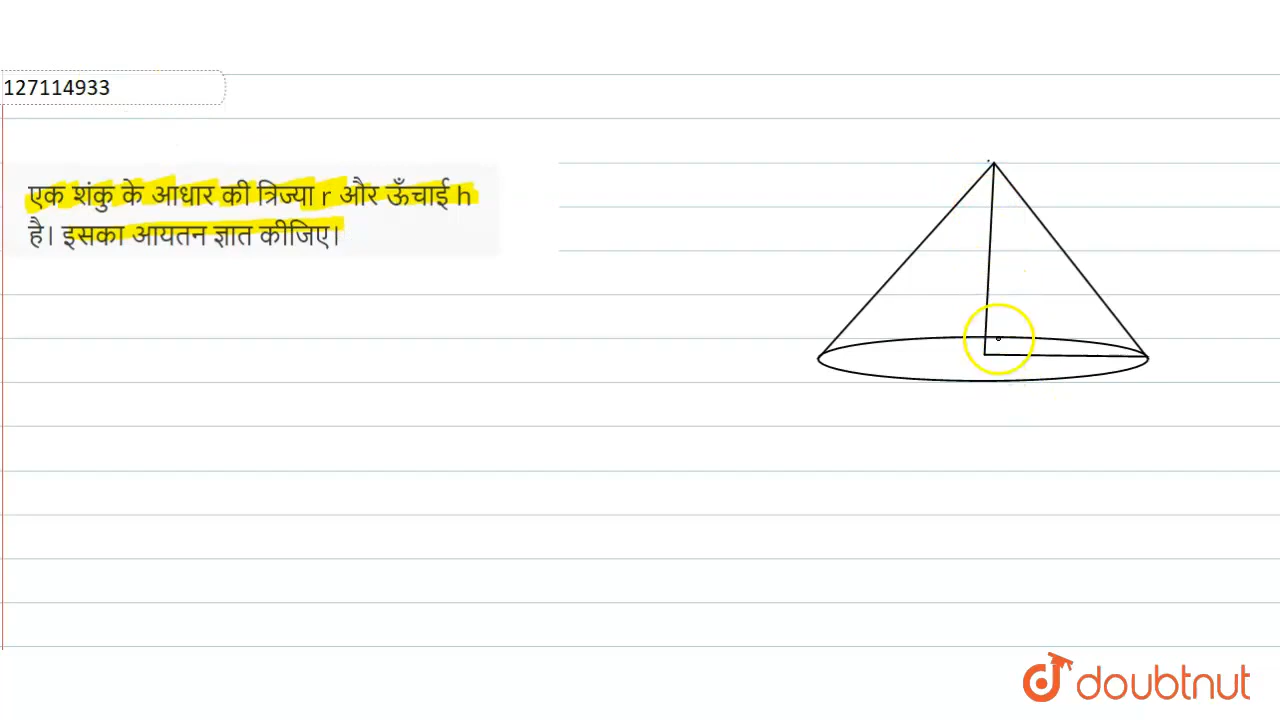 127114933
एक शंकु के आधार की त्रिज्या r और ऊँचाई h
है। इसका आयतन ज्ञात कीजिए।
doubtnut